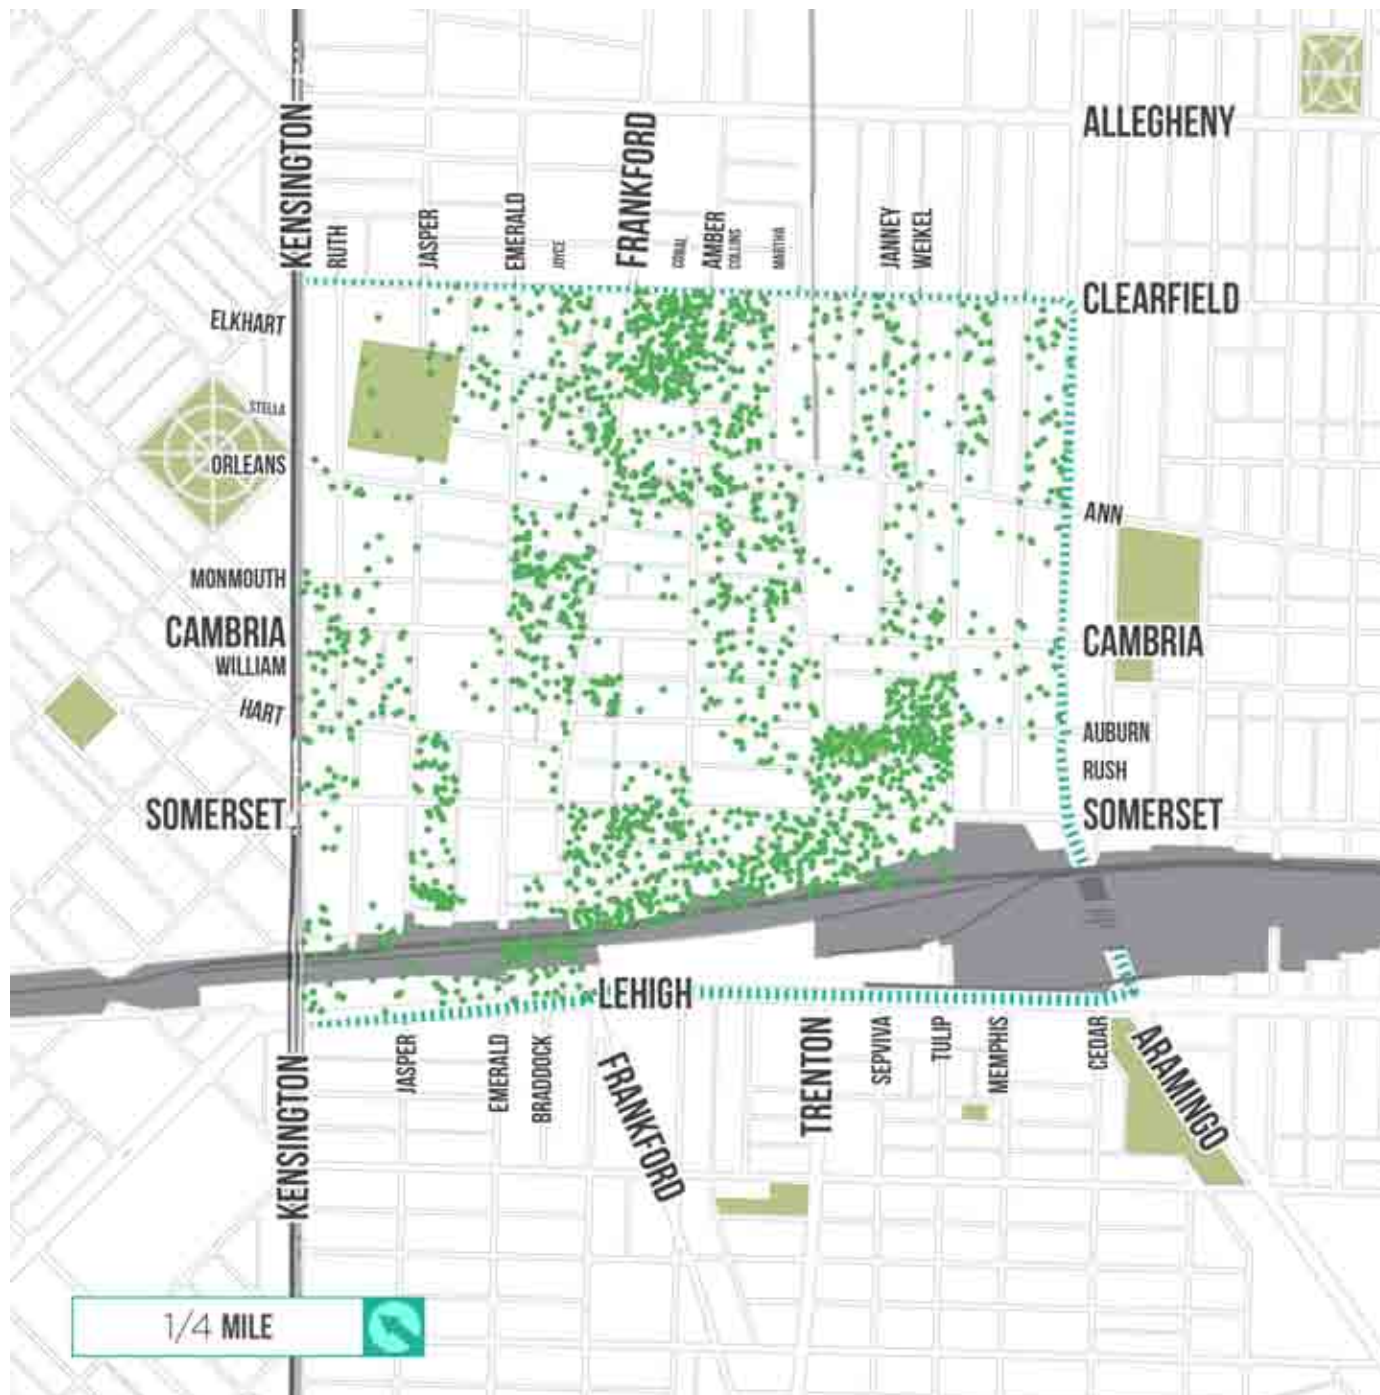 ALLEGHENY
KENSINGTON
RUTH
JASPER
EMERALD
JOYCE
FRANKFORD
CORAL
AMBER
COLLINS
MARTHA
JANNEY
WEIKEL
CLEARFIELD
ELKHART
STELLA
ORLEANS
ANN
MONMOUTH
CAMBRIA
CAMBRIA
WILLIAM
HART
AUBURN
RUSH
SOMERSET
SOMERSET
LEHIGH
KENSINGTON
JASPER
EMERALD
BRADDOCK
FRANKFORD
TRENTON
SEPVIVA
TULIP
MEMPHIS
CEDAR
ARAMINGO
1/4 MILE